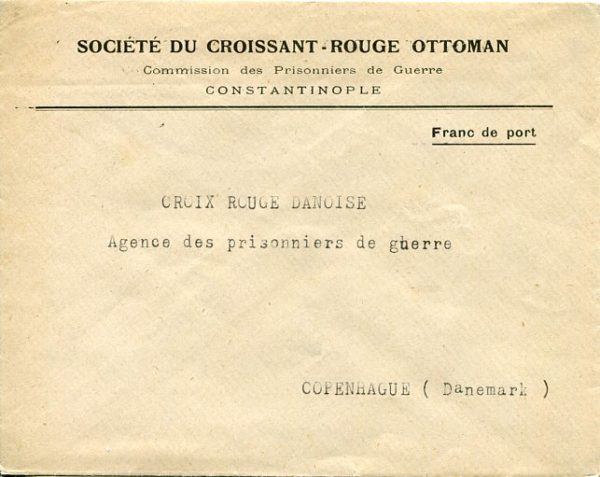 SOCIÉTÉ DU CROISSANT-ROUGE OTTOMAN
Commission des Prisonniers de Guerre
CONSTANTINOPLE
Franc de port
CROIX ROUGE DANOISE
Agence des prisonniers de guerre
COPENHAGUE ( Danemark )